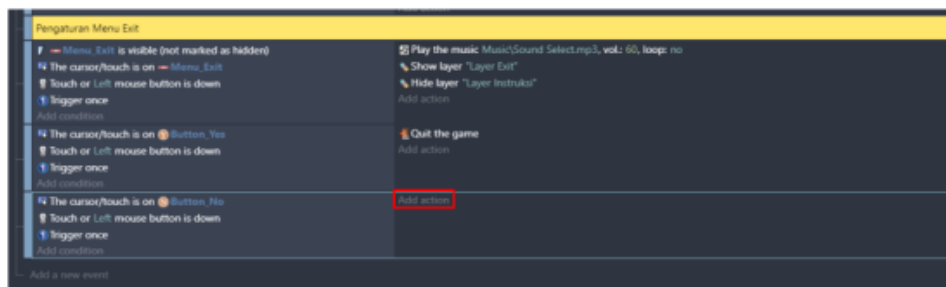 Pengaturan Menu Exit
Menu_Exit is visible (not marked as hidden)
The cursor/touch is on Menu_Exit
Touch or Left mouse button is down
Trigger once
Add condition
Play the music Music\Sound Select.mp3, vol.: 60, loop: no
Show layer "Layer Exit"
Hide layer "Layer Instruksi"
Add action
The cursor/touch is on Button_Yes
Touch or Left mouse button is down
Trigger once
Add condition
Quit the game
Add action
The cursor/touch is on Button_No
Touch or Left mouse button is down
Trigger once
Add condition
Add action
Add a new event